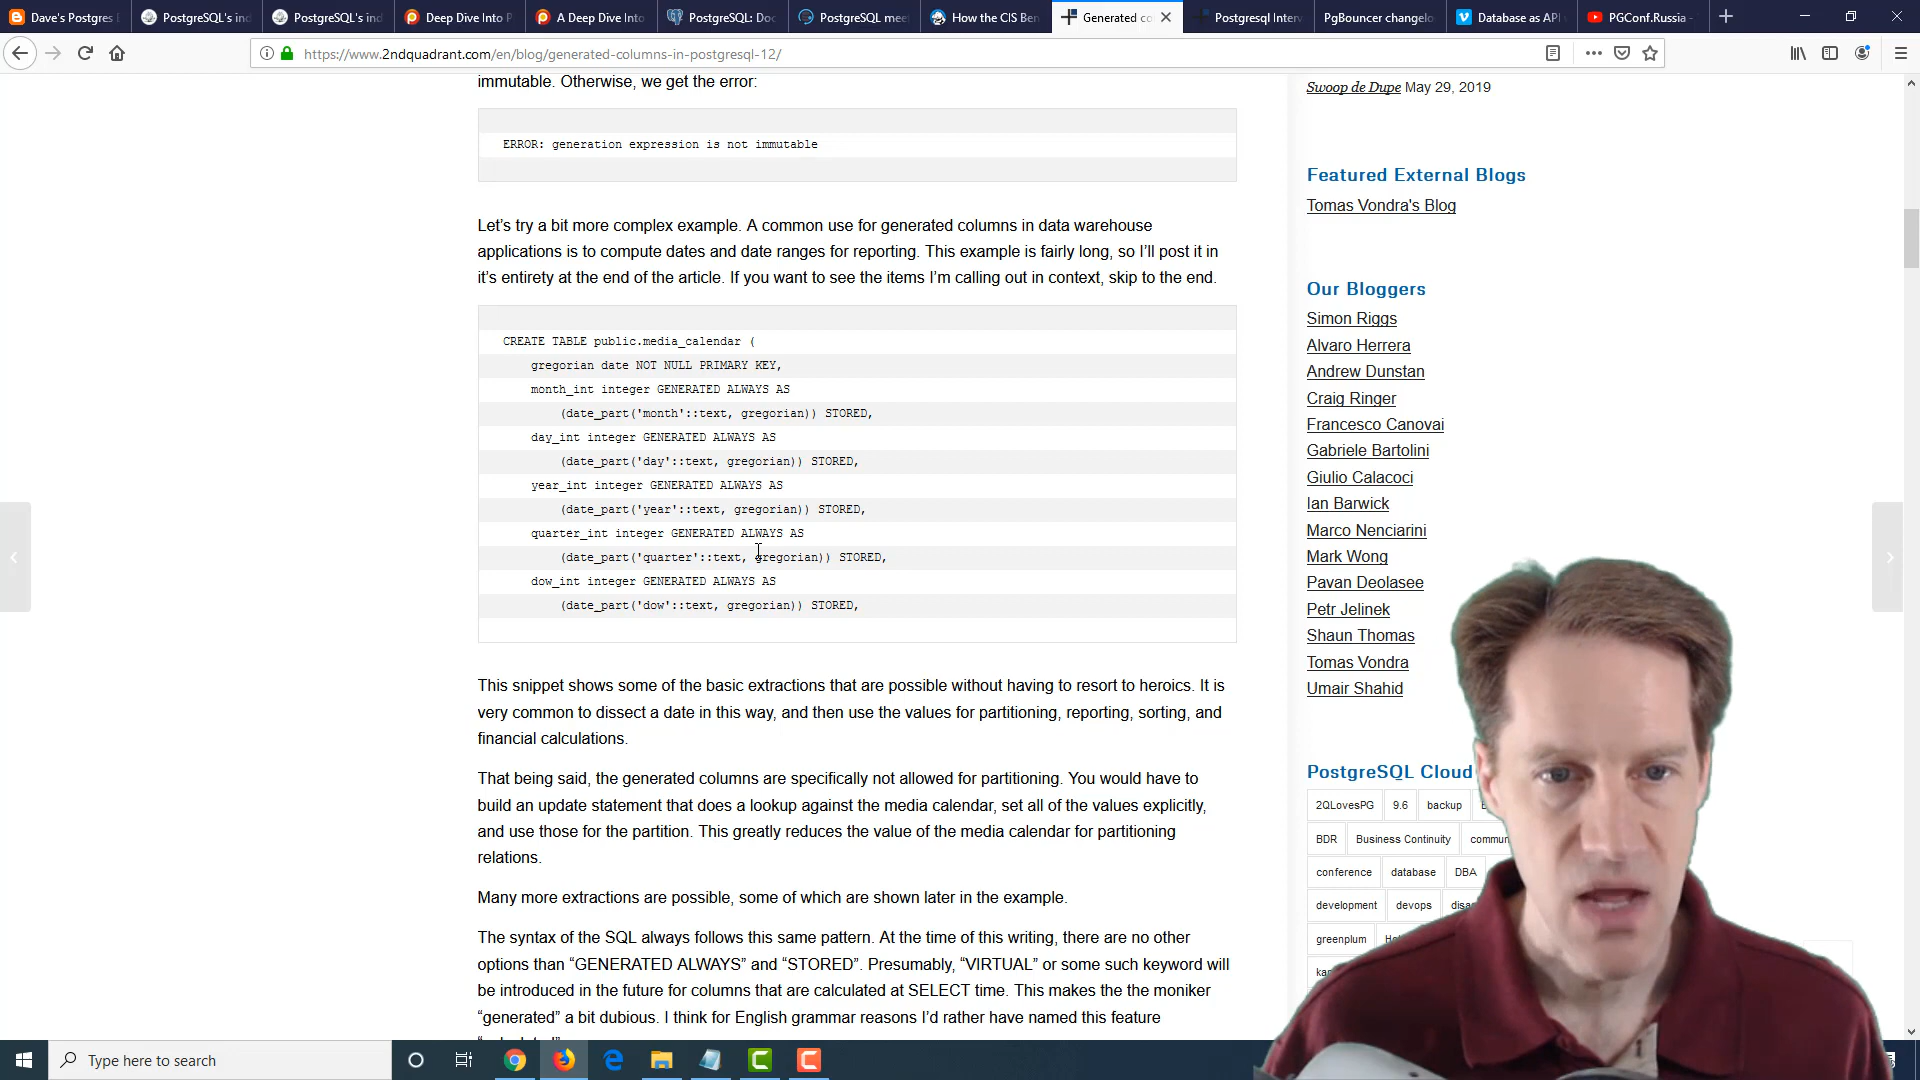 Dave's Postgres
PostgreSQL's ind
PostgreSQL's ind
Deep Dive Into P
A Deep Dive Into
PostgreSQL: Doc
PostgreSQL meet
How the CIS Ben
Generated co
Postgresql Interv
PgBouncer changelo
Database as API
PGConf.Russia -
https://www.2ndquadrant.com/en/blog/generated-columns-in-postgresql-12/
immutable. Otherwise, we get the error:
ERROR: generation expression is not immutable
Let's try a bit more complex example. A common use for generated columns in data warehouse
applications is to compute dates and date ranges for reporting. This example is fairly long, so I'll post it in
it's entirety at the end of the article. If you want to see the items I'm calling out in context, skip to the end.
CREATE TABLE public.media_calendar (
gregorian date NOT NULL PRIMARY KEY,
month_int integer GENERATED ALWAYS AS
(date_part('month'::text, gregorian)) STORED,
day_int integer GENERATED ALWAYS AS
(date_part('day'::text, gregorian)) STORED,
year_int integer GENERATED ALWAYS AS
(date_part('year'::text, gregorian)) STORED,
quarter_int integer GENERATED ALWAYS AS
(date_part('quarter'::text, gregorian)) STORED,
dow_int integer GENERATED ALWAYS AS
(date_part('dow'::text, gregorian)) STORED,
This snippet shows some of the basic extractions that are possible without having to resort to heroics. It is
very common to dissect a date in this way, and then use the values for partitioning, reporting, sorting, and
financial calculations.
That being said, the generated columns are specifically not allowed for partitioning. You would have to
build an update statement that does a lookup against the media calendar, set all of the values explicitly,
and use those for the partition. This greatly reduces the value of the media calendar for partitioning
relations.
Many more extractions are possible, some of which are shown later in the example.
The syntax of the SQL always follows this same pattern. At the time of this writing, there are no other
options than “GENERATED ALWAYS” and “STORED”. Presumably, “VIRTUAL” or some such keyword will
be introduced in the future for columns that are calculated at SELECT time. This makes the the moniker
“generated” a bit dubious. I think for English grammar reasons I'd rather have named this feature
Swoop de Dupe May 29, 2019
Featured External Blogs
Tomas Vondra's Blog
Our Bloggers
Simon Riggs
Alvaro Herrera
Andrew Dunstan
Craig Ringer
Francesco Canovai
Gabriele Bartolini
Giulio Calacoci
Ian Barwick
Marco Nenciarini
Mark Wong
Pavan Deolasee
Petr Jelinek
Shaun Thomas
Tomas Vondra
Umair Shahid
PostgreSQL Cloud
2QLovesPG 9.6 backup
BDR Business Continuity commun
conference database DBA
development devops disa
greenplum
Type here to search